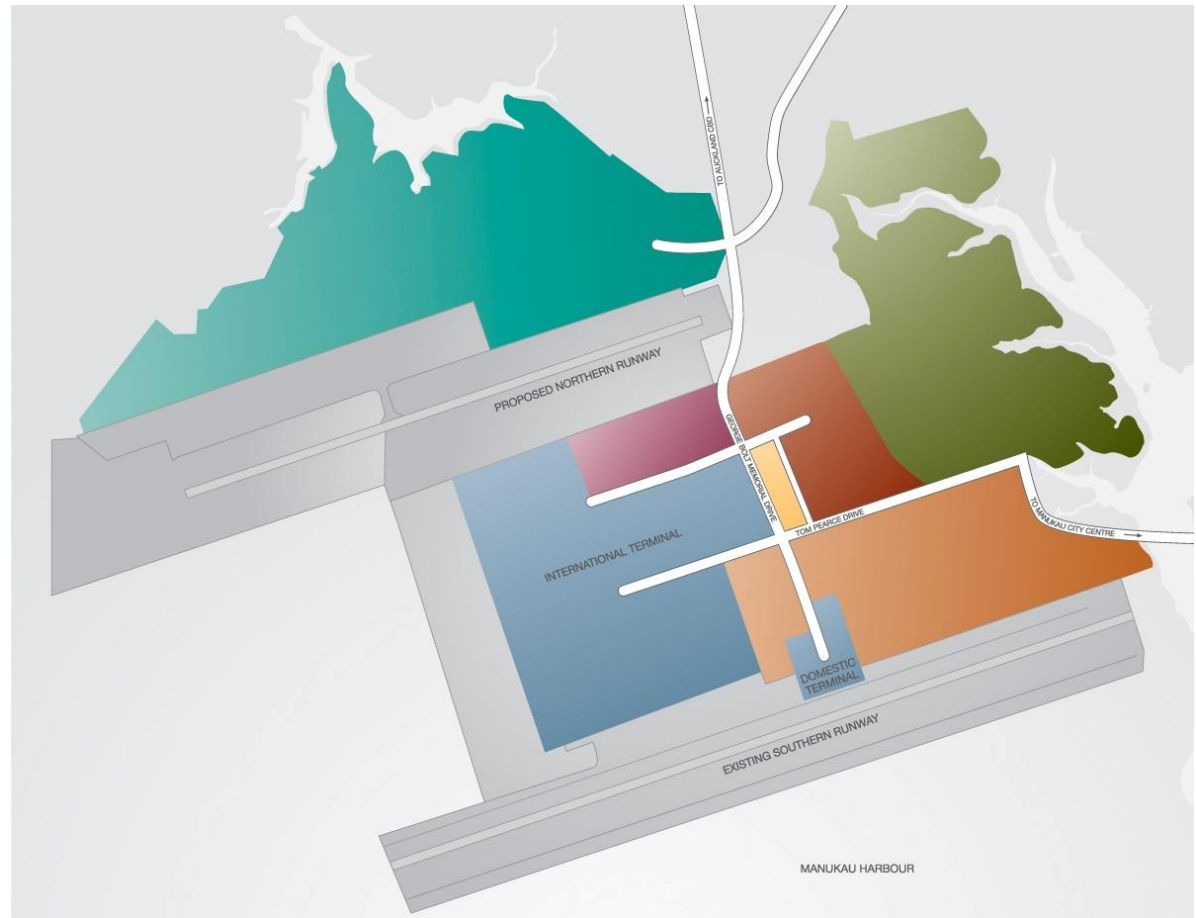 TO AUCKLAND CBD
PROPOSED NORTHERN RUNWAY
GEORGE BOLT MEMORIAL DRIVE
TOM PEARCE DRIVE
TO MANUKAU CITY CENTRE
INTERNATIONAL TERMINAL
DOMESTIC
TERMINAL
EXISTING SOUTHERN RUNWAY
MANUKAU HARBOUR